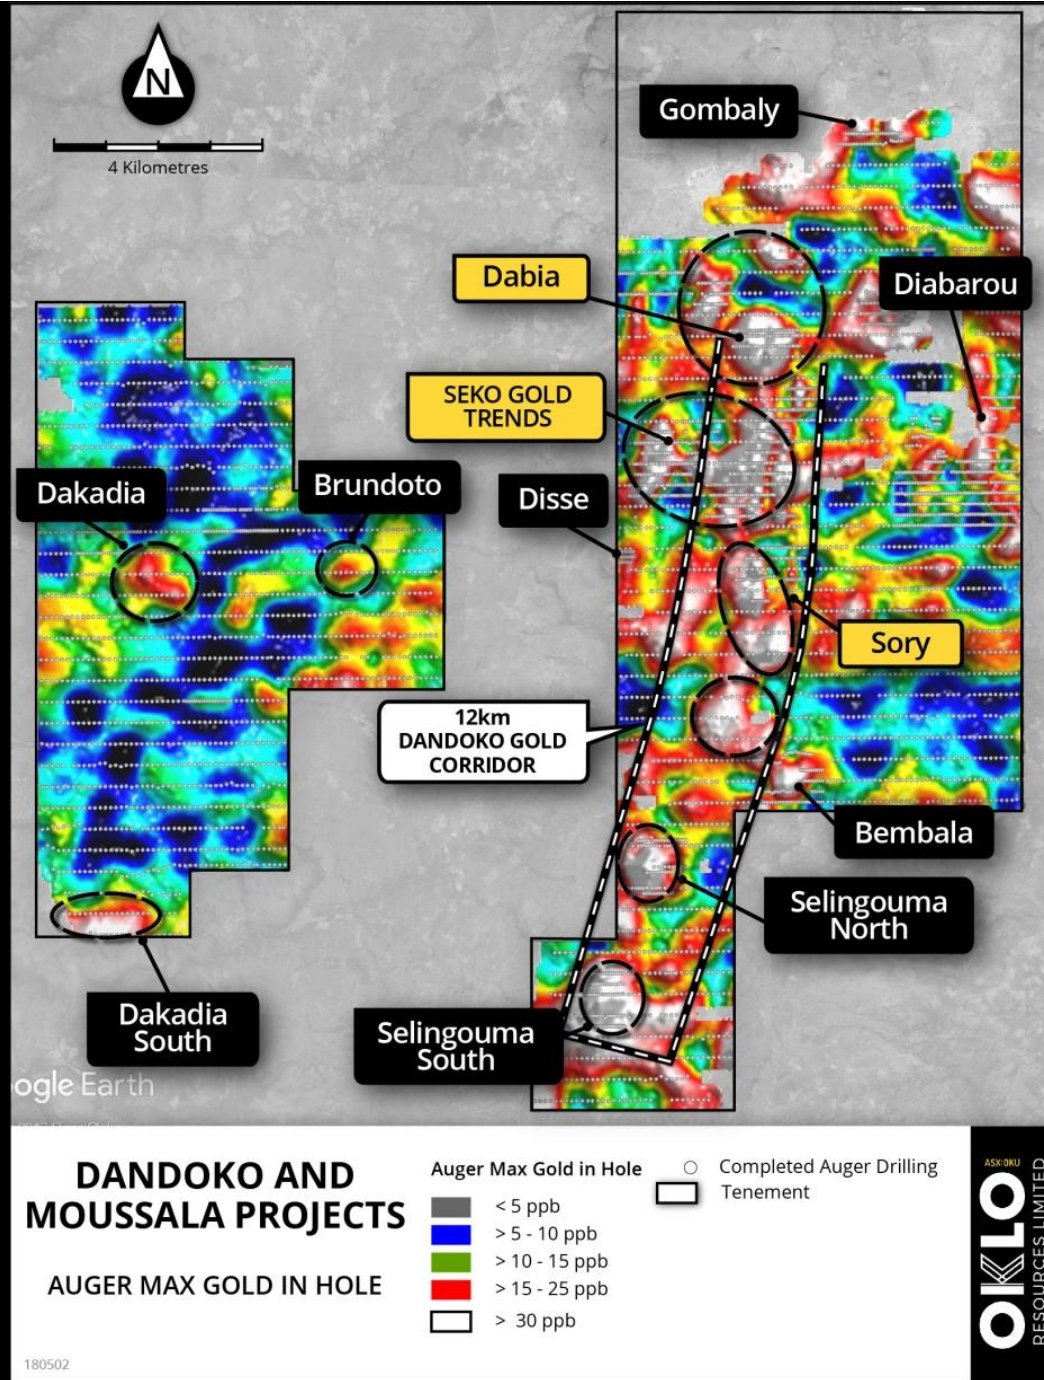 N
4 Kilometres
Gombaly
Dabia
Diabarou
SEKO GOLD
TRENDS
Dakadia
Brundoto
Disse
Sory
12km
DANDOKO GOLD
CORRIDOR
Bembala
Selingouma
North
Dakadia
South
Selingouma
South
ogle Earth
DANDOKO AND
MOUSSALA PROJECTS
AUGER MAX GOLD IN HOLE
180502
Auger Max Gold in Hole
< 5 ppb
> 5 - 10 ppb
> 10 - 15 ppb
> 15 - 25 ppb
> 30 ppb
Completed Auger Drilling
Tenement
ASX:OKU
OKLO
RESOURCES LIMITED